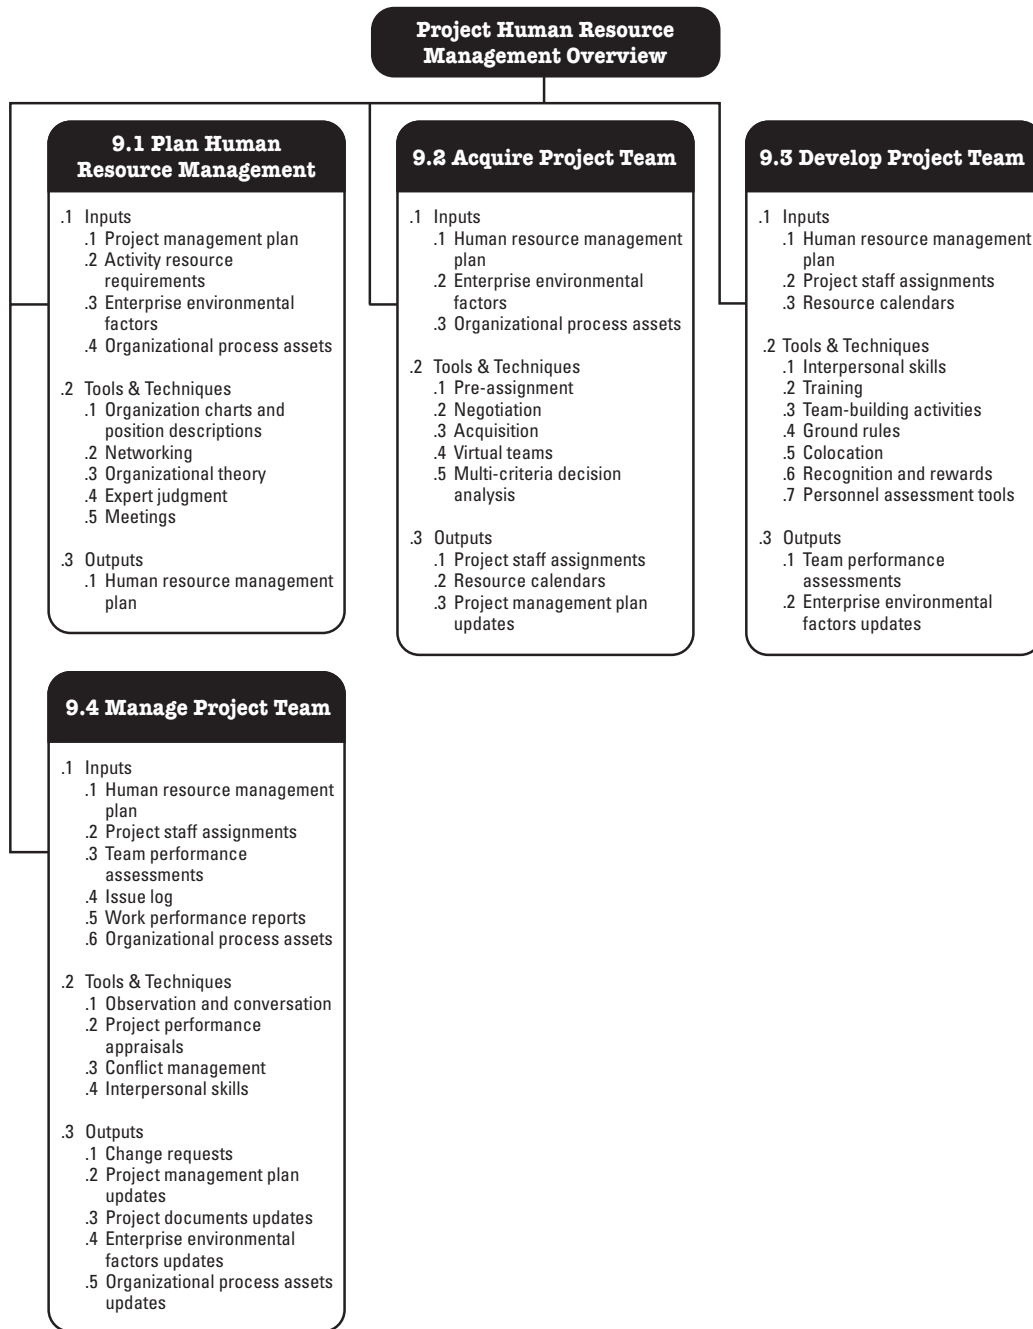 Project Human Resource
Management Overview
9.1 Plan Human
Resource Management
.1 Inputs
.1 Project management plan
.2 Activity resource
requirements
.3 Enterprise environmental
factors
.4 Organizational process assets
.2 Tools & Techniques
.1 Organization charts and
position descriptions
.2 Networking
.3 Organizational theory
.4 Expert judgment
.5 Meetings
.3 Outputs
.1 Human resource management
plan
9.2 Acquire Project Team
.1 Inputs
.1 Human resource management
plan
.2 Enterprise environmental
factors
.3 Organizational process assets
.2 Tools & Techniques
.1 Pre-assignment
.2 Negotiation
.3 Acquisition
.4 Virtual teams
.5 Multi-criteria decision
analysis
.3 Outputs
.1 Project staff assignments
.2 Resource calendars
.3 Project management plan
updates
9.3 Develop Project Team
.1 Inputs
.1 Human resource management
plan
.2 Project staff assignments
.3 Resource calendars
.2 Tools & Techniques
.1 Interpersonal skills
.2 Training
.3 Team-building activities
.4 Ground rules
.5 Colocation
.6 Recognition and rewards
.7 Personnel assessment tools
.3 Outputs
.1 Team performance
assessments
.2 Enterprise environmental
factors updates
9.4 Manage Project Team
.1 Inputs
.1 Human resource management
plan
.2 Project staff assignments
.3 Team performance
assessments
.4 Issue log
.5 Work performance reports
.6 Organizational process assets
.2 Tools & Techniques
.1 Observation and conversation
.2 Project performance
appraisals
.3 Conflict management
.4 Interpersonal skills
.3 Outputs
.1 Change requests
.2 Project management plan
updates
.3 Project documents updates
.4 Enterprise environmental
factors updates
.5 Organizational process assets
updates